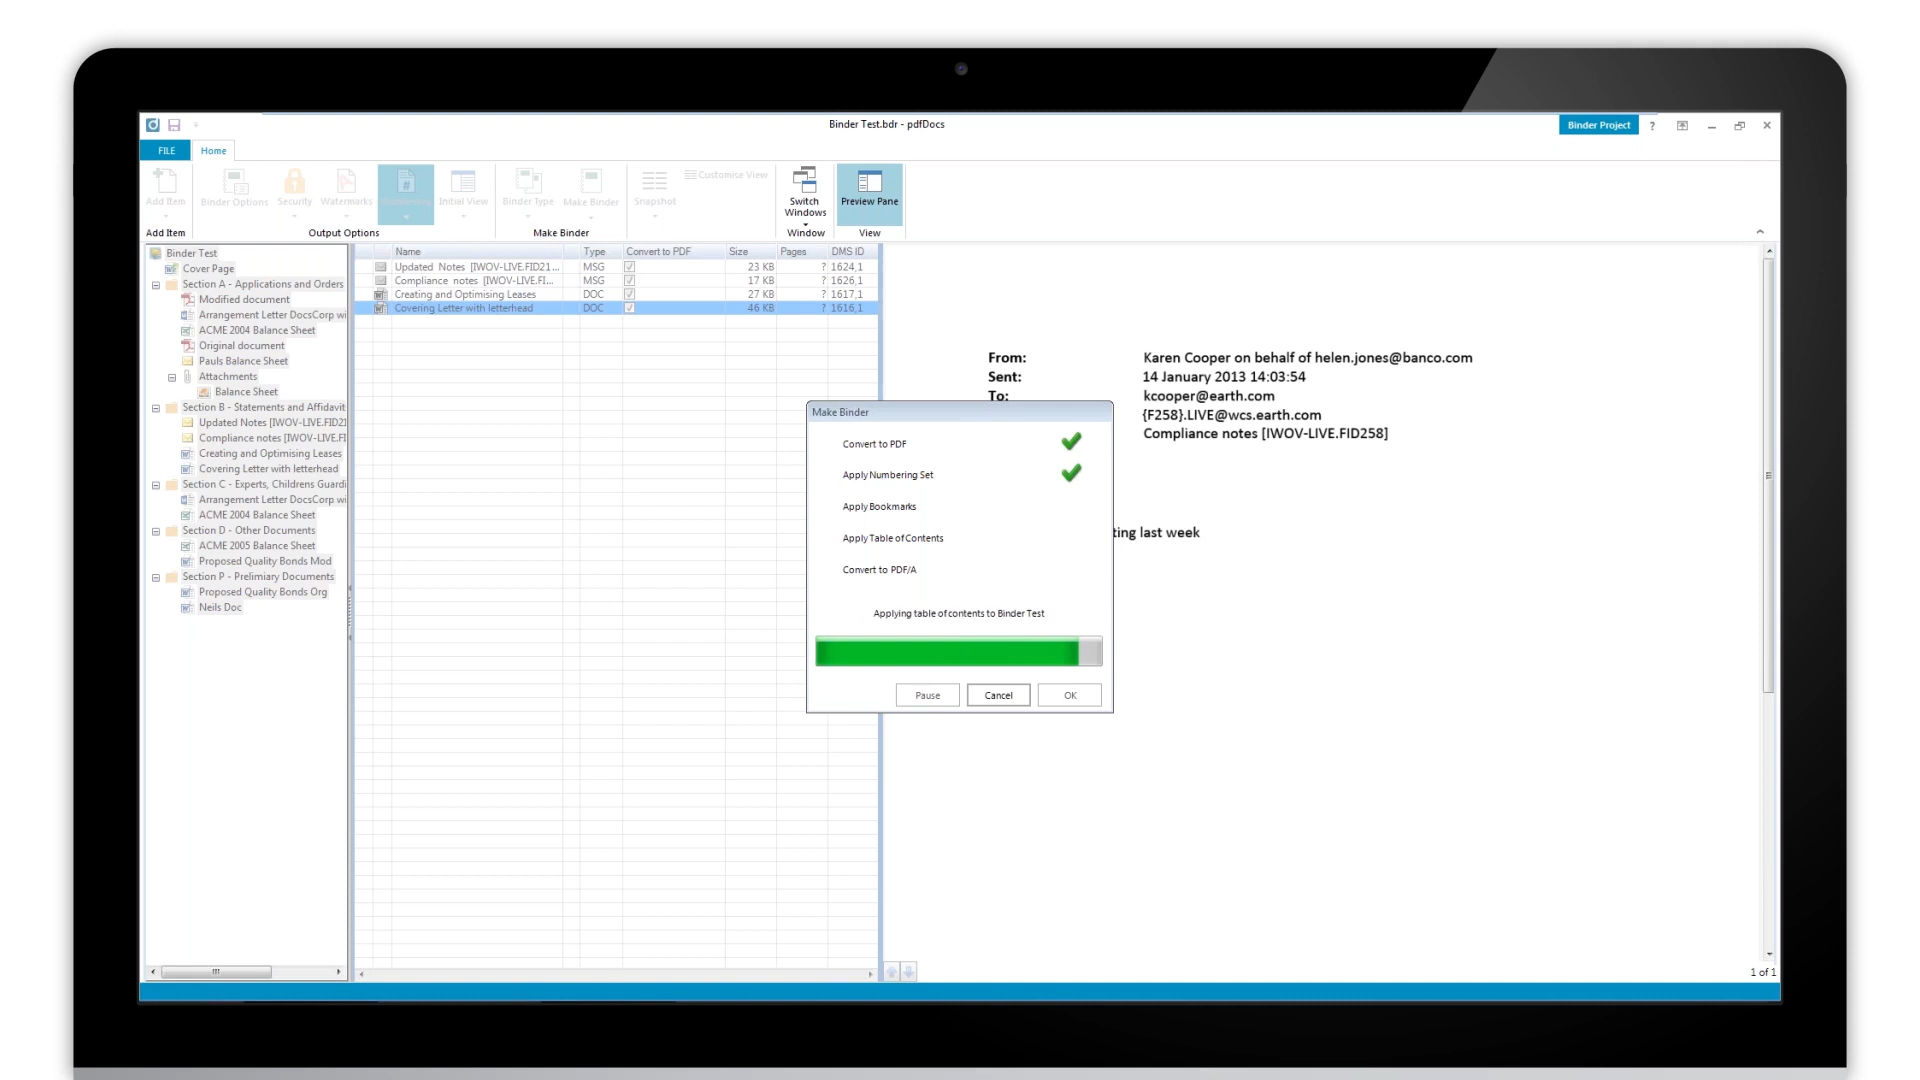 Binder Test.bdr - pdfDocs
Binder Project
?
FILE
Home
Add Item
Binder Options
Security
Watermarks
Initial View
Binder Type
Make Binder
Snapshot
Customise View
Switch
Windows
Preview Pane
Add Item
Output Options
Make Binder
Window
View
Binder Test
Cover Page
Section A - Applications and Orders
Modified document
Arrangement Letter DocsCorp wi
ACME 2004 Balance Sheet
Original document
Pauls Balance Sheet
Attachments
Balance Sheet
Section B - Statements and Affidavit
Updated Notes [IWOV-LIVE.FID21
Compliance notes [IWOV-LIVE.FI
Creating and Optimising Leases
Covering Letter with letterhead
Section C - Experts, Childrens Guardi
Arrangement Letter DocsCorp wi
ACME 2004 Balance Sheet
Section D - Other Documents
ACME 2005 Balance Sheet
Proposed Quality Bonds Mod
Section P - Prelimiary Documents
Proposed Quality Bonds Org
Neils Doc
Name Type Convert to PDF Size Pages DMS ID
Updated Notes [IWOV-LIVE.FID21... MSG 23 KB ? 1624,1
Compliance notes [IWOV-LIVE.FI... MSG 17 KB ? 1626,1
Creating and Optimising Leases DOC 27 KB ? 1617,1
Covering Letter with letterhead DOC 46 KB ? 1616,1
From: Karen Cooper on behalf of helen.jones@banco.com
Sent: 14 January 2013 14:03:54
To: kcooper@earth.com
{F258}.LIVE@wcs.earth.com
Compliance notes [IWOV-LIVE.FID258]
ting last week
Make Binder
Convert to PDF
Apply Numbering Set
Apply Bookmarks
Apply Table of Contents
Convert to PDF/A
Applying table of contents to Binder Test
Pause
Cancel
OK
1 of 1